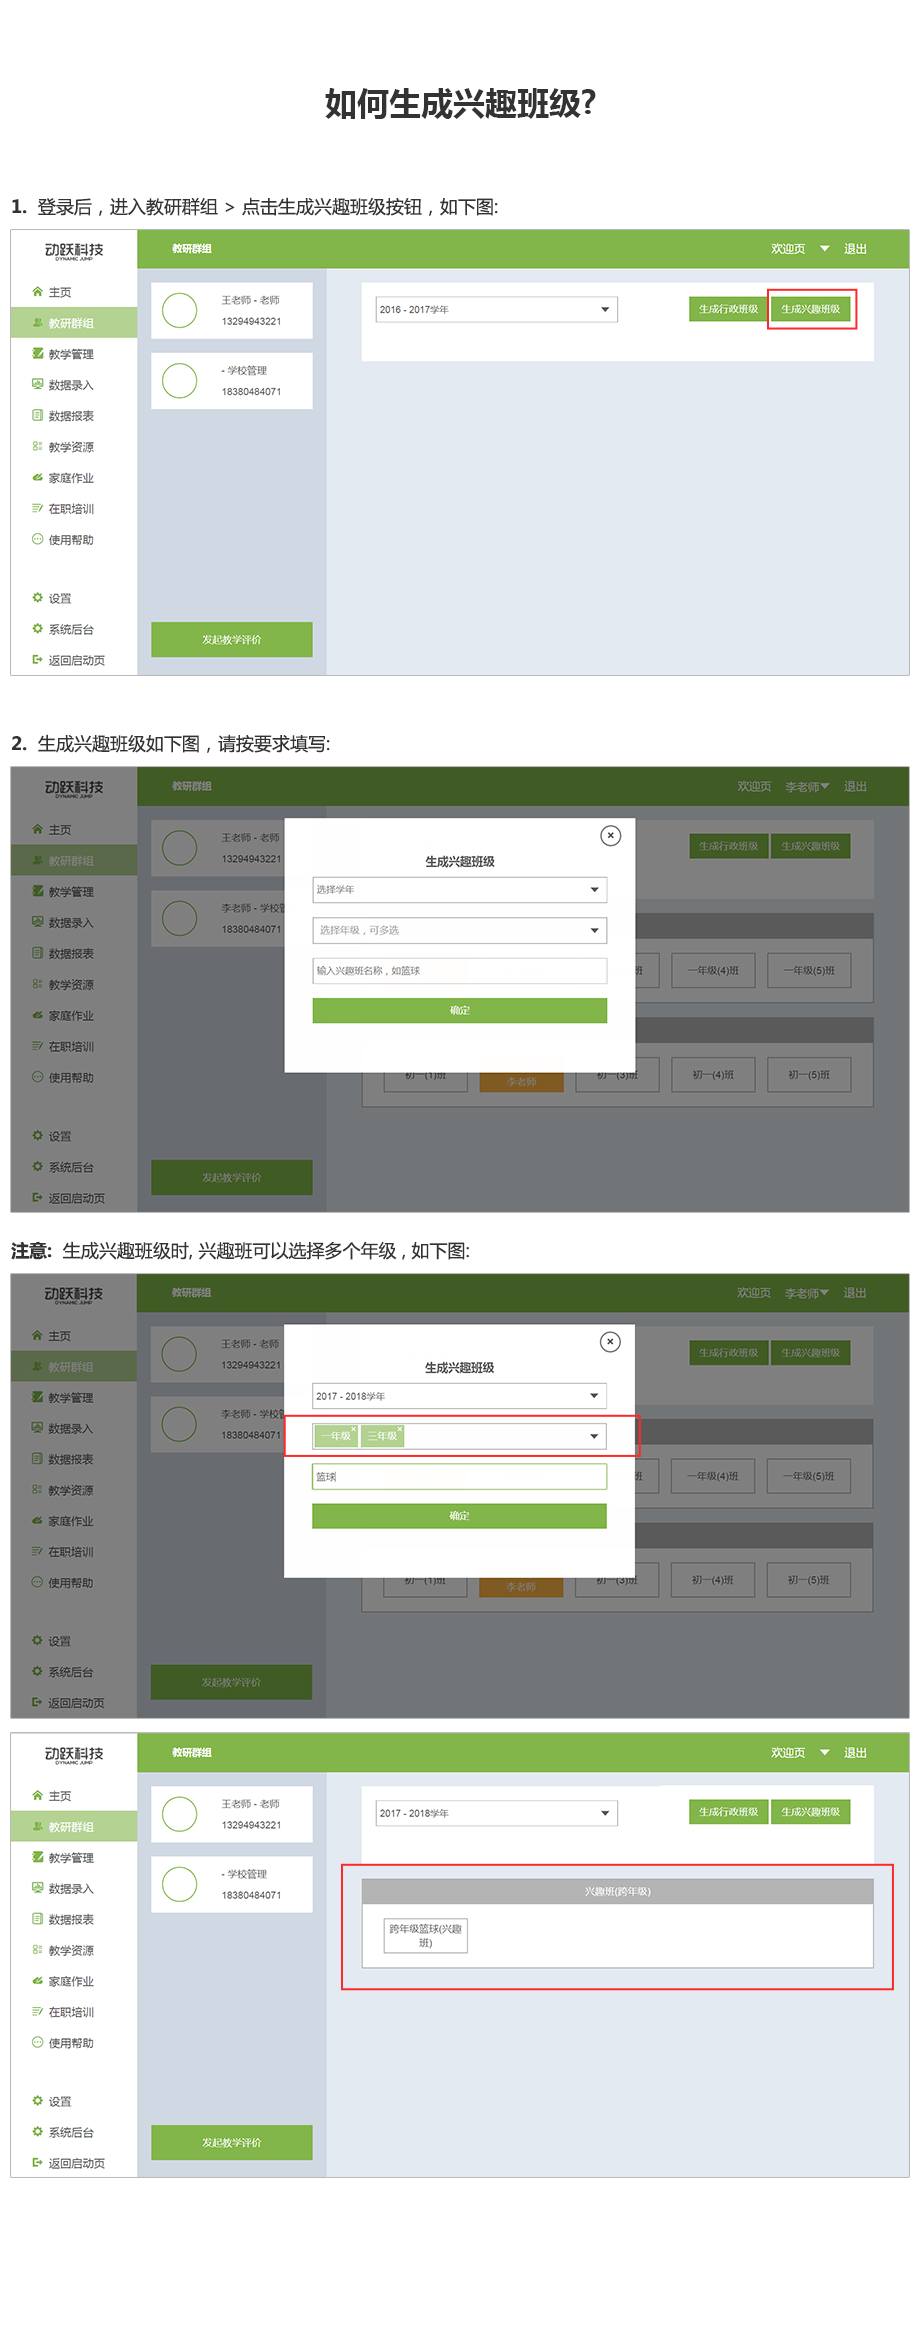 如何生成兴趣班级?
1. 登录后，进入教研群组 > 点击生成兴趣班级按钮，如下图:
动跃科技
DYNAMIC JUMP
教研群组
欢迎页
退出
主页
教研群组
教学管理
数据录入
数据报表
教学资源
家庭作业
在职培训
使用帮助
设置
系统后台
返回启动页
王老师 - 老师
13294943221
- 学校管理
18380484071
发起教学评价
2016 - 2017学年
生成行政班级
生成兴趣班级
2. 生成兴趣班级如下图，请按要求填写:
动跃科技
DYNAMIC JUMP
教研群组
欢迎页
李老师
退出
主页
教研群组
教学管理
数据录入
数据报表
教学资源
家庭作业
在职培训
使用帮助
设置
系统后台
返回启动页
王老师 - 老师
13294943221
李老师 - 学校管
18380484071
发起教学评价
生成行政班级
生成兴趣班级
生成兴趣班级
选择学年
选择年级，可多选
输入兴趣班名称，如篮球
确定
班
一年级(4)班
一年级(5)班
初一(1)班
李老师
初一(3)班
初一(4)班
初一(5)班
注意: 生成兴趣班级时, 兴趣班可以选择多个年级 , 如下图:
动跃科技
DYNAMIC JUMP
教研群组
欢迎页
李老师
退出
主页
教研群组
教学管理
数据录入
数据报表
教学资源
家庭作业
在职培训
使用帮助
设置
系统后台
返回启动页
王老师 - 老师
13294943221
李老师 - 学校管
18380484071
发起教学评价
生成行政班级
生成兴趣班级
生成兴趣班级
2017 - 2018学年
一年级
三年级
篮球
确定
班
一年级(4)班
一年级(5)班
初一(1)班
李老师
初一(3)班
初一(4)班
初一(5)班
动跃科技
DYNAMIC JUMP
教研群组
欢迎页
退出
主页
教研群组
教学管理
数据录入
数据报表
教学资源
家庭作业
在职培训
使用帮助
设置
系统后台
返回启动页
王老师 - 老师
13294943221
- 学校管理
18380484071
发起教学评价
2017 - 2018学年
生成行政班级
生成兴趣班级
兴趣班(跨年级)
跨年级篮球(兴趣
班)